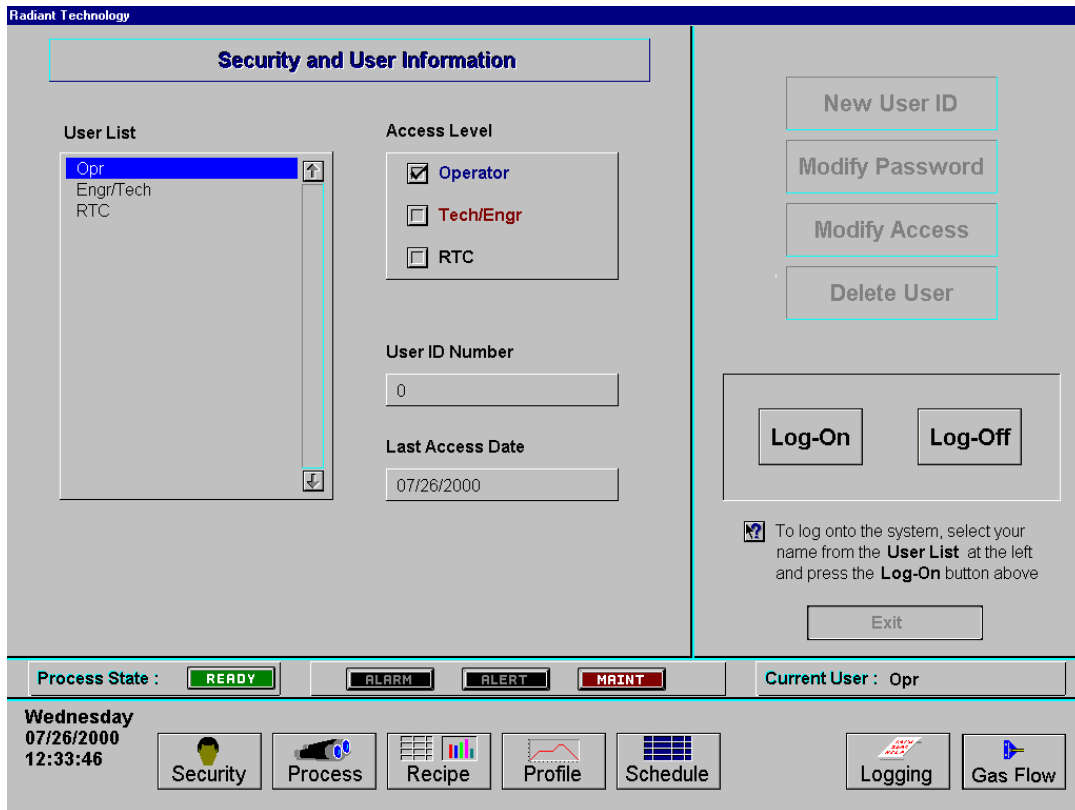 Radiant Technology
Security and User Information
User List
Opr
Engr/Tech
RTC
Access Level
Operator
Tech/Engr
RTC
User ID Number
0
Last Access Date
07/26/2000
New User ID
Modify Password
Modify Access
Delete User
Log-On
Log-Off
To log onto the system, select your
name from the User List at the left
and press the Log-On button above
Exit
Process State :
READY
ALARM
ALERT
MAINT
Current User : Opr
Wednesday
07/26/2000
12:33:46
Security
Process
Recipe
Profile
Schedule
Logging
Gas Flow